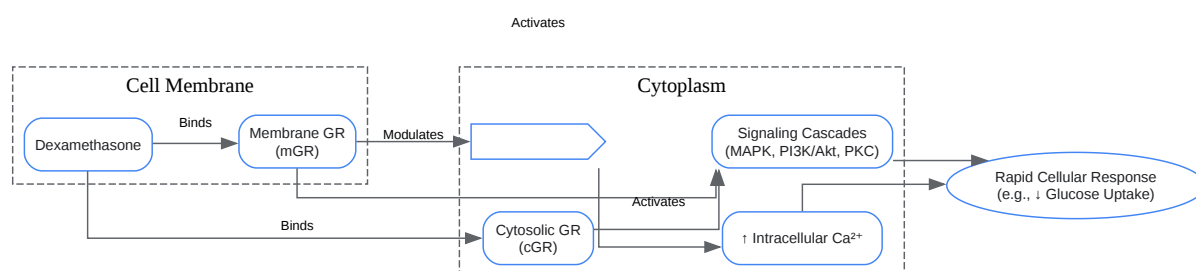 Activates
Cell Membrane
Cytoplasm
Dexamethasone
Binds
Membrane GR
(mGR)
Modulates
Signaling Cascades
(MAPK, PI3K/Akt, PKC)
Rapid Cellular Response
(e.g., ↓ Glucose Uptake)
Activates
Binds
Cytosolic GR
(cGR)
↑ Intracellular Ca²⁺